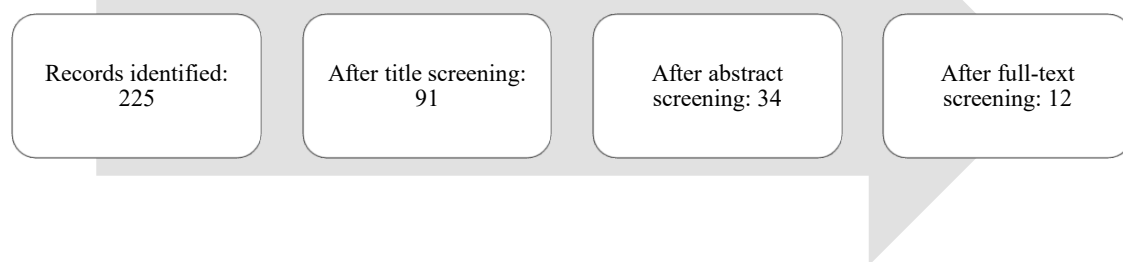 Records identified:
225
After title screening:
91
After abstract
screening: 34
After full-text
screening: 12